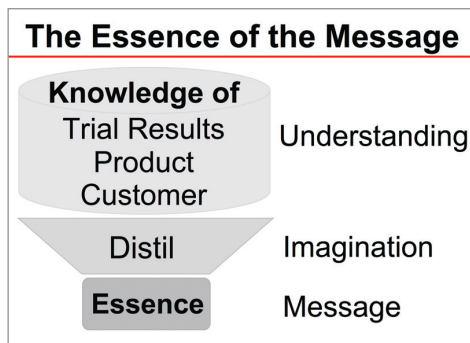 The Essence of the Message
Knowledge of
Trial Results
Product
Customer
Understanding
Distil
Imagination
Essence
Message